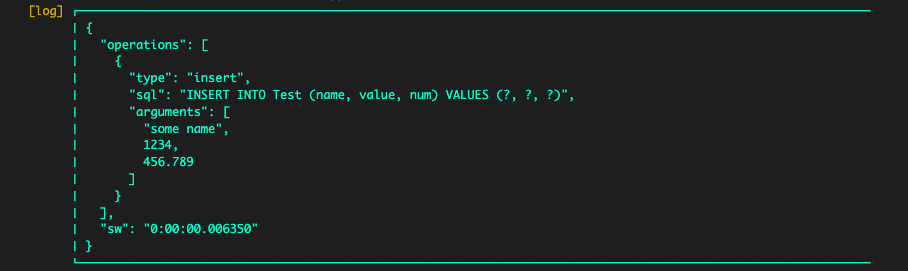 [log]
{
"operations": [
{
"type": "insert",
"sql": "INSERT INTO Test (name, value, num) VALUES (?, ?, ?)",
"arguments": [
"some name",
1234,
456.789
]
}
],
"sw": "0:00:00.006350"
}